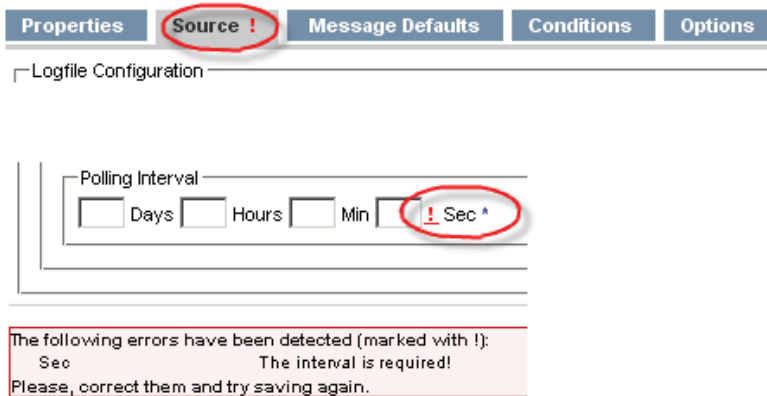 Properties Source ! Message Defaults Conditions Options
Logfile Configuration
Polling Interval
Days Hours Min ! Sec *
The following errors have been detected (marked with !):
Sec The interval is required!
Please, correct them and try saving again.